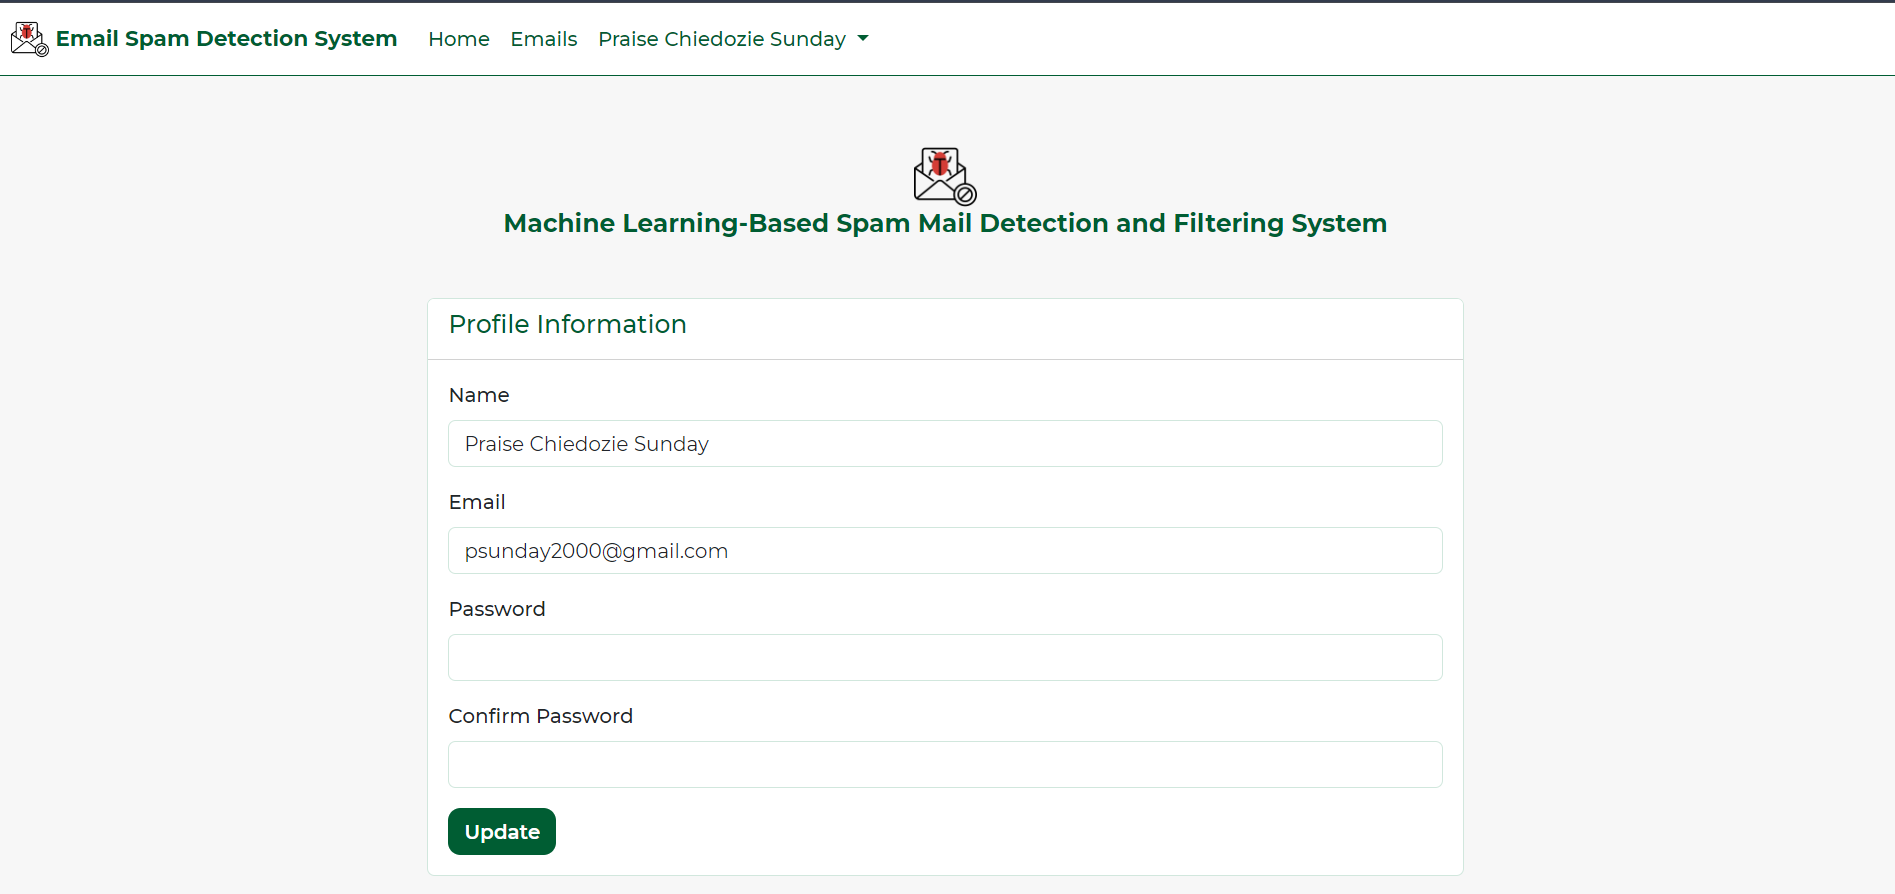 Email Spam Detection System Home Emails Praise Chiedozie Sunday
Machine Learning-Based Spam Mail Detection and Filtering System
Profile Information
Name
Praise Chiedozie Sunday
Email
psunday2000@gmail.com
Password
Confirm Password
Update